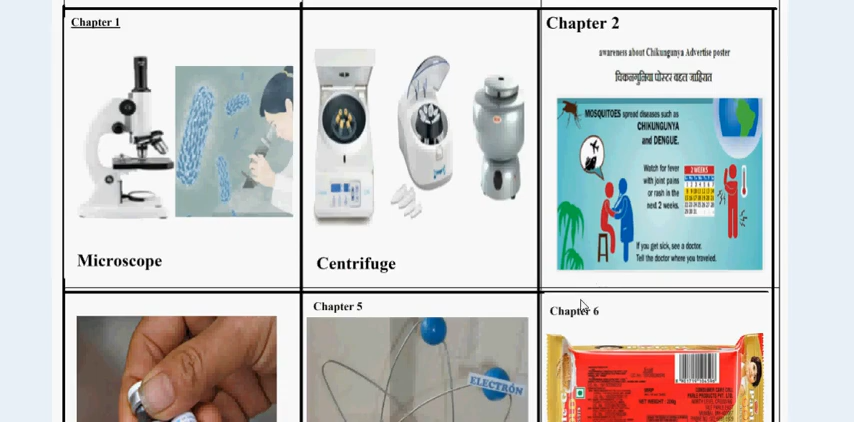 Chapter 1
Microscope
Centrifuge
Chapter 2
awareness about Chikungunya Advertise poster
चिकनगुनिया पोस्टर बद्दल जाहिरात
MOSQUITOES spread diseases such as
CHIKUNGUNYA
and DENGUE.
Watch for fever
with joint pains
or rash in the
next 2 weeks.
2 WEEKS
If you get sick, see a doctor.
Tell the doctor where you traveled.
Chapter 5
ELECTRON
Chapter 6